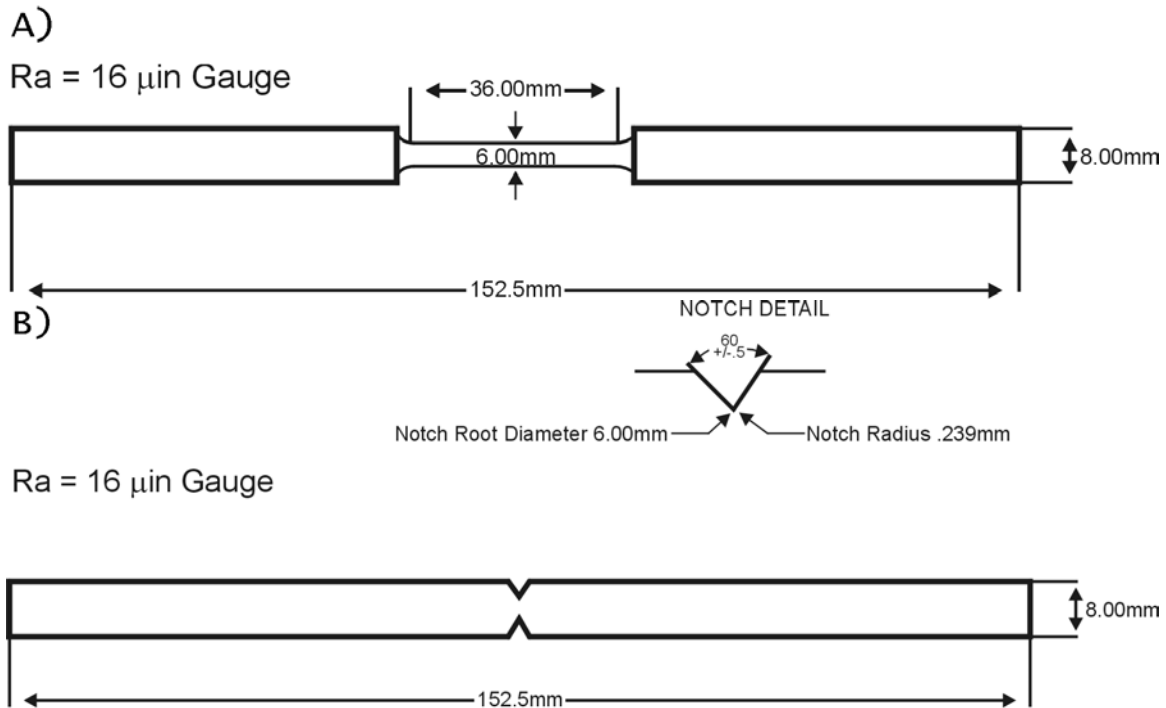 A)
Ra = 16 μin Gauge
36.00mm
6.00mm
8.00mm
152.5mm
B)
NOTCH DETAIL
60
+/-.5
Notch Root Diameter 6.00mm
Notch Radius .239mm
Ra = 16 μin Gauge
8.00mm
152.5mm